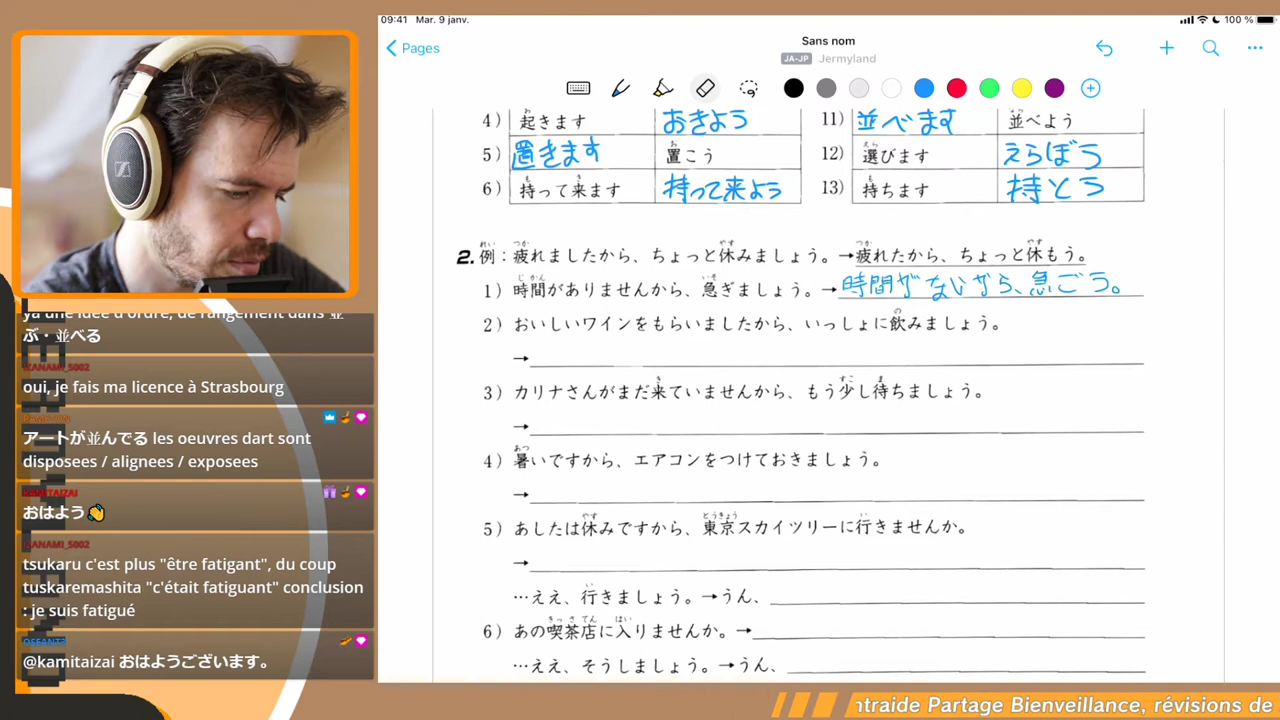 09:41 Mar. 9 janv.
100 %
Pages
Sans nom
JA-JP Jermyland
4) 起きます おきよう
5) 置きます 置こう
6) 持って来ます 持って来よう
11) 並べます 並べよう
12) 選びます えらぼう
13) 持ちます 持とう
2. 例：疲れましたから、ちょっと休みましょう。→疲れたから、ちょっと休もう。
1) 時間がありませんから、急ぎましょう。→時間がないがら、急ごう。
2) おいしいワインをもらいましたから、いっしょに飲みましょう。
→
3) カリナさんがまだ来ていませんから、もう少し待ちましょう。
→
4) 暑いですから、エアコンをつけておきましょう。
→
5) あしたは休みですから、東京スカイツリーに行きませんか。
→
…ええ、行きましょう。→うん、
6) あの喫茶店に入りませんか。→
…ええ、そうしましょう。→うん、
ya une idée d'ordre, de rangement dans 並
ぶ・並べる
IZANAMI_5002
oui, je fais ma licence à Strasbourg
アートが並んでる les oeuvres dart sont
disposees / alignees / exposees
KAMITAIZAI
おはよう
IZANAMI_5002
tsukaru c'est plus "être fatigant", du coup
tuskaremashita "c'était fatiguant" conclusion
: je suis fatigué
@kamitaizai おはようございます。
ntraide Partage Bienveillance, révisions de